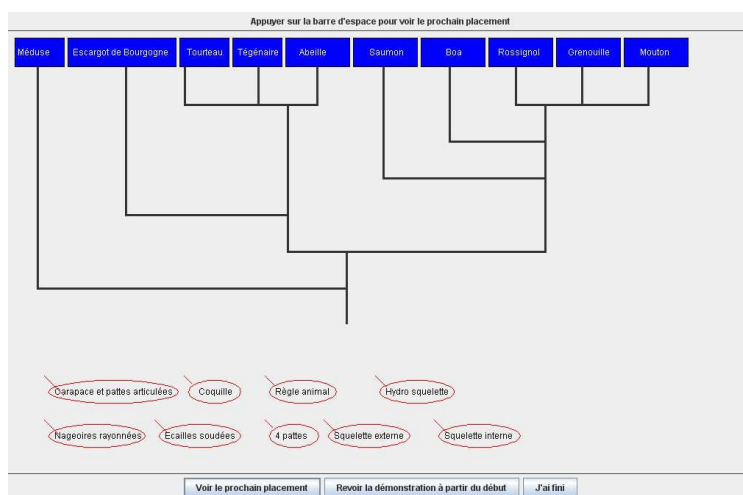 Appuyer sur la barre d'espace pour voir le prochain placement
Méduse Escargot de Bourgogne Tourteau Tégénaire Abeille Saumon Boa Rossignol Grenouille Mouton
Carapace et pattes articulées Coquille Règle animal Hydro squelette
Nageoires rayonnées Ecailles soudées 4 pattes Squelette externe Squelette interne
Voir le prochain placement Revoir la démonstration à partir du début J'ai fini